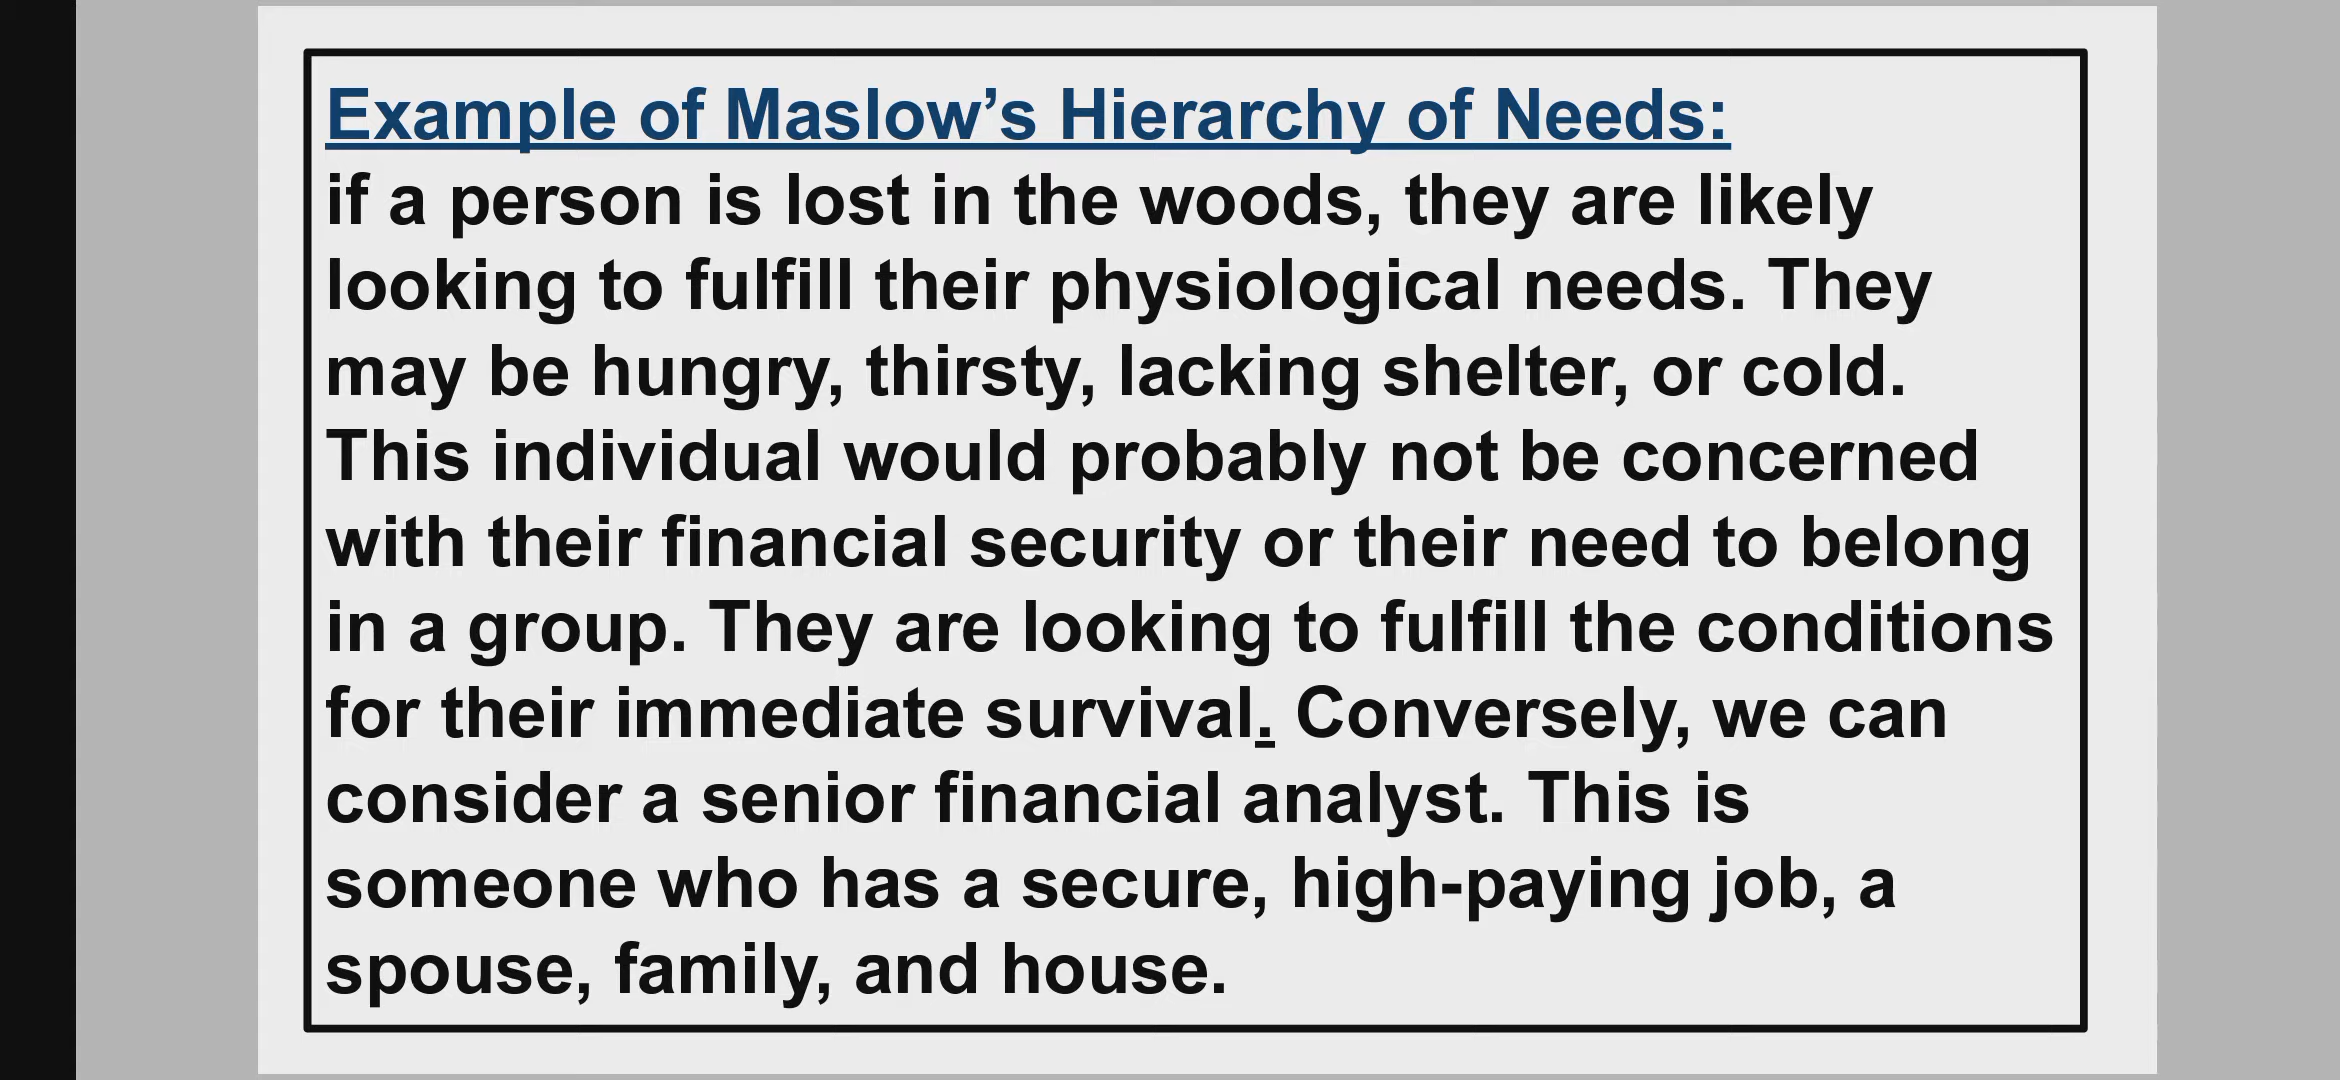 Example of Maslow’s Hierarchy of Needs:
if a person is lost in the woods, they are likely
looking to fulfill their physiological needs. They
may be hungry, thirsty, lacking shelter, or cold.
This individual would probably not be concerned
with their financial security or their need to belong
in a group. They are looking to fulfill the conditions
for their immediate survival. Conversely, we can
consider a senior financial analyst. This is
someone who has a secure, high-paying job, a
spouse, family, and house.